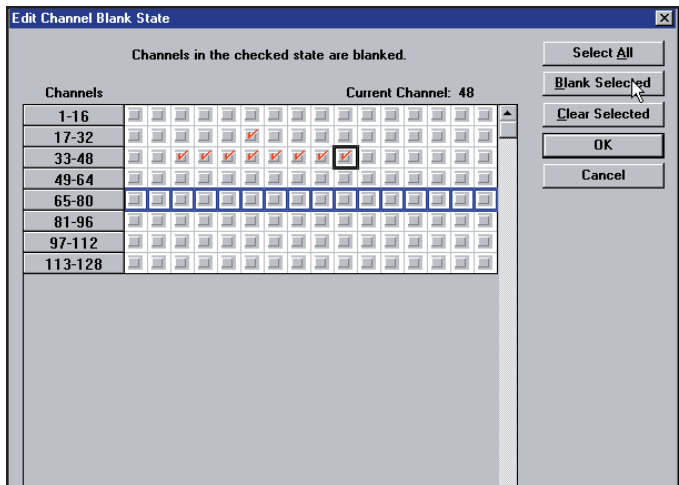 Edit Channel Blank State
Channels in the checked state are blanked.
Channels
Current Channel: 48
1-16
17-32
33-48
49-64
65-80
81-96
97-112
113-128
Select All
Blank Selected
Clear Selected
OK
Cancel